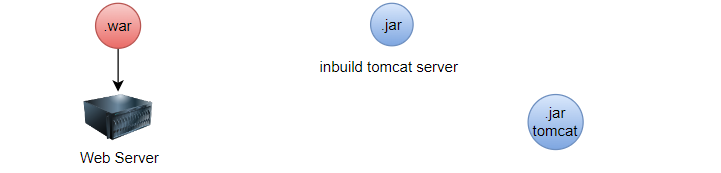 .war
.jar
inbuild tomcat server
.jar
tomcat
Web Server